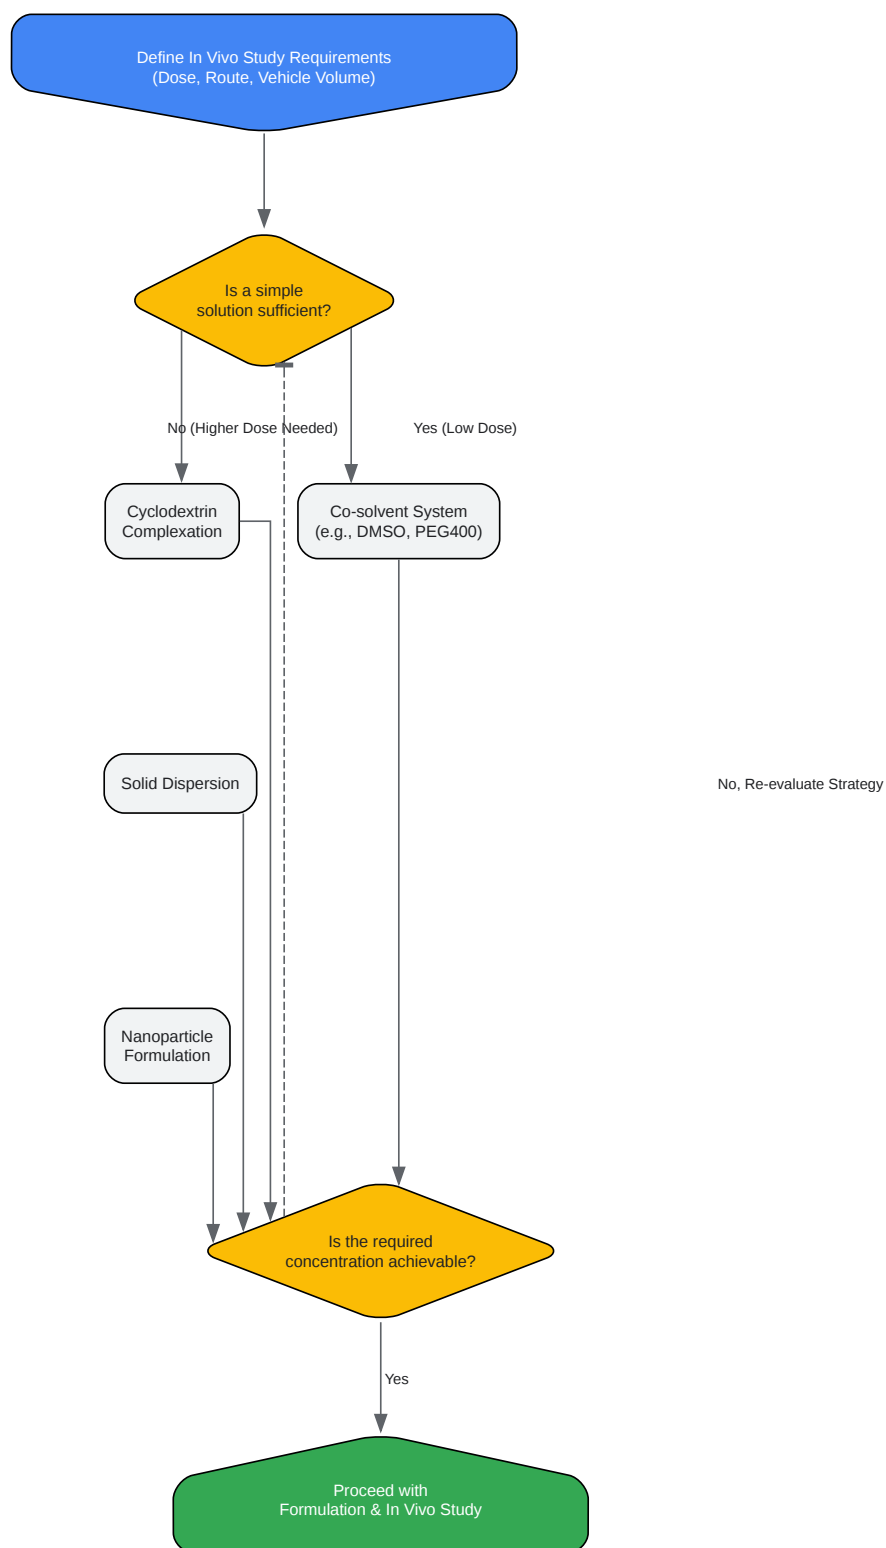 Define In Vivo Study Requirements
(Dose, Route, Vehicle Volume)
Is a simple
solution sufficient?
No (Higher Dose Needed)
Yes (Low Dose)
Cyclodextrin
Complexation
Co-solvent System
(e.g., DMSO, PEG400)
Solid Dispersion
No, Re-evaluate Strategy
Nanoparticle
Formulation
Is the required
concentration achievable?
Yes
Proceed with
Formulation & In Vivo Study